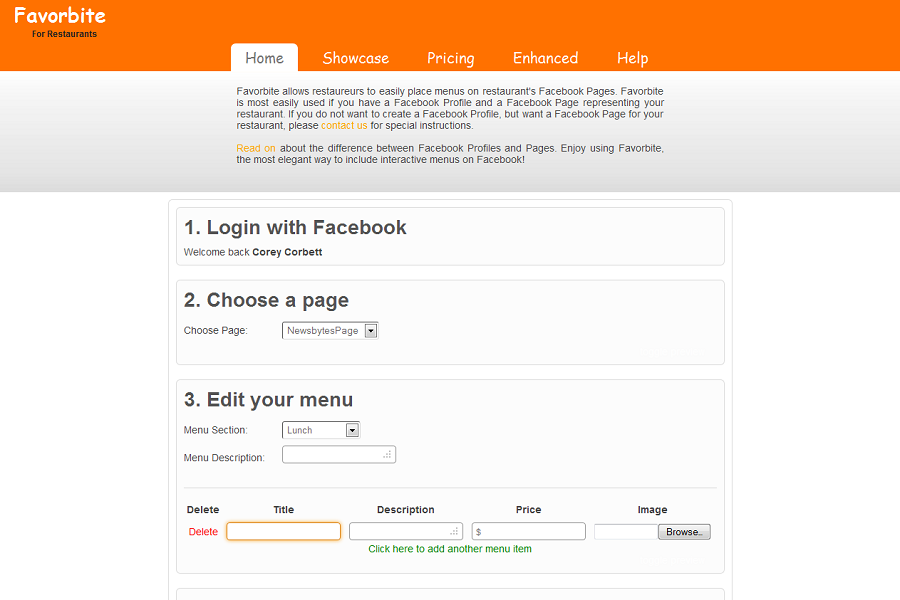 Favorbite
For Restaurants
Home Showcase Pricing Enhanced Help
Favorbite allows restaureurs to easily place menus on restaurant's Facebook Pages. Favorbite
is most easily used if you have a Facebook Profile and a Facebook Page representing your
restaurant. If you do not want to create a Facebook Profile, but want a Facebook Page for your
restaurant, please contact us for special instructions.
Read on about the difference between Facebook Profiles and Pages. Enjoy using Favorbite,
the most elegant way to include interactive menus on Facebook!
1. Login with Facebook
Welcome back Corey Corbett
2. Choose a page
Choose Page: NewsbytesPage
3. Edit your menu
Menu Section: Lunch
Menu Description:
Delete Title Description Price Image
Delete $ Browse..
Click here to add another menu item